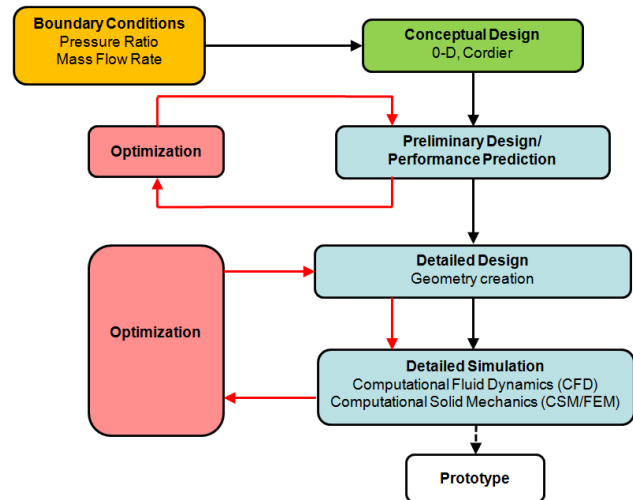 Boundary Conditions
Pressure Ratio
Mass Flow Rate
Conceptual Design
0-D, Cordier
Optimization
Preliminary Design/
Performance Prediction
Detailed Design
Geometry creation
Optimization
Detailed Simulation
Computational Fluid Dynamics (CFD)
Computational Solid Mechanics (CSM/FEM)
Prototype